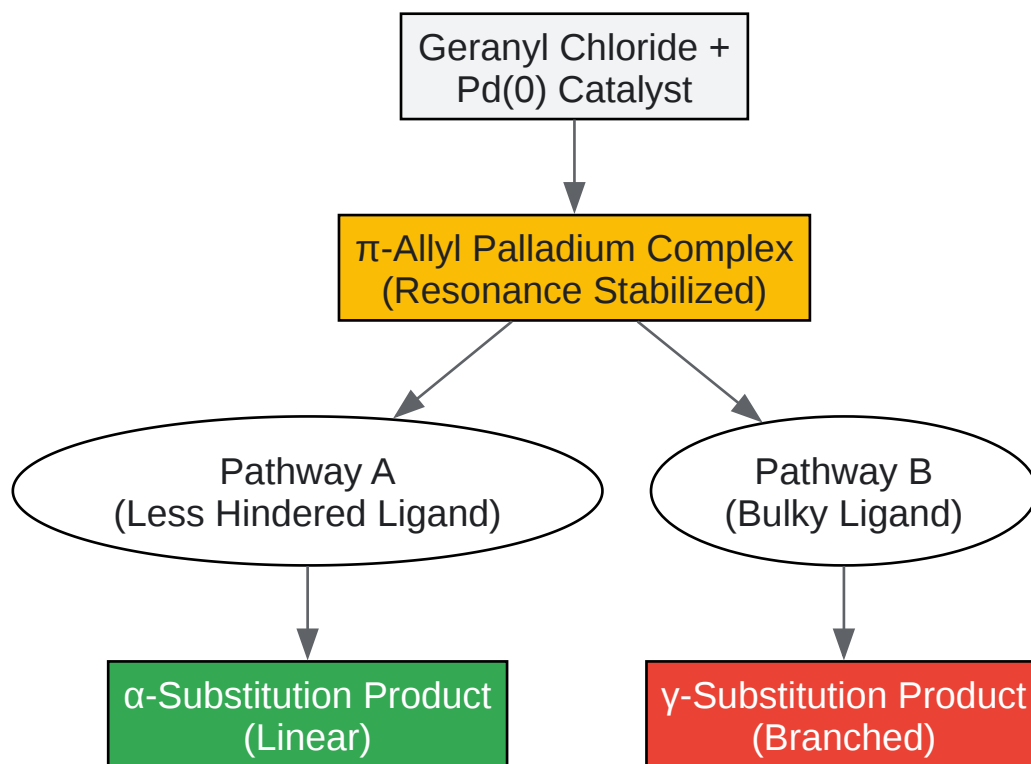 Geranyl Chloride +
Pd(0) Catalyst
π-Allyl Palladium Complex
(Resonance Stabilized)
Pathway A
(Less Hindered Ligand)
Pathway B
(Bulky Ligand)
α-Substitution Product
(Linear)
γ-Substitution Product
(Branched)